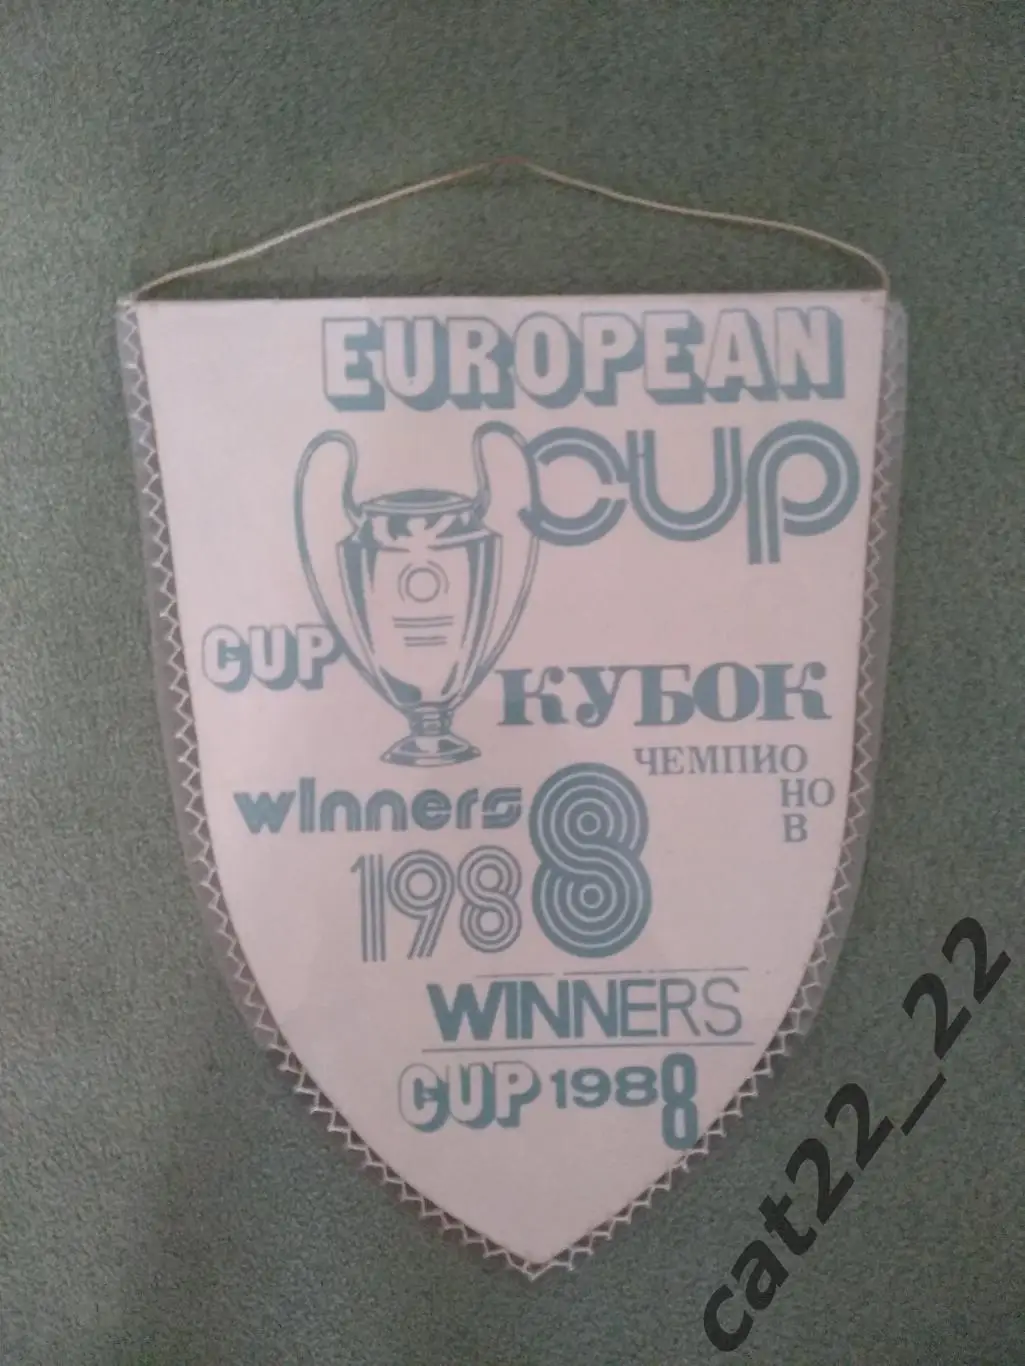 EUROPEAN
CUP
CUP
КУБОК
ЧЕМПИО
НО
В
winners
1988
WINNERS
CUP 1988
cat22_22